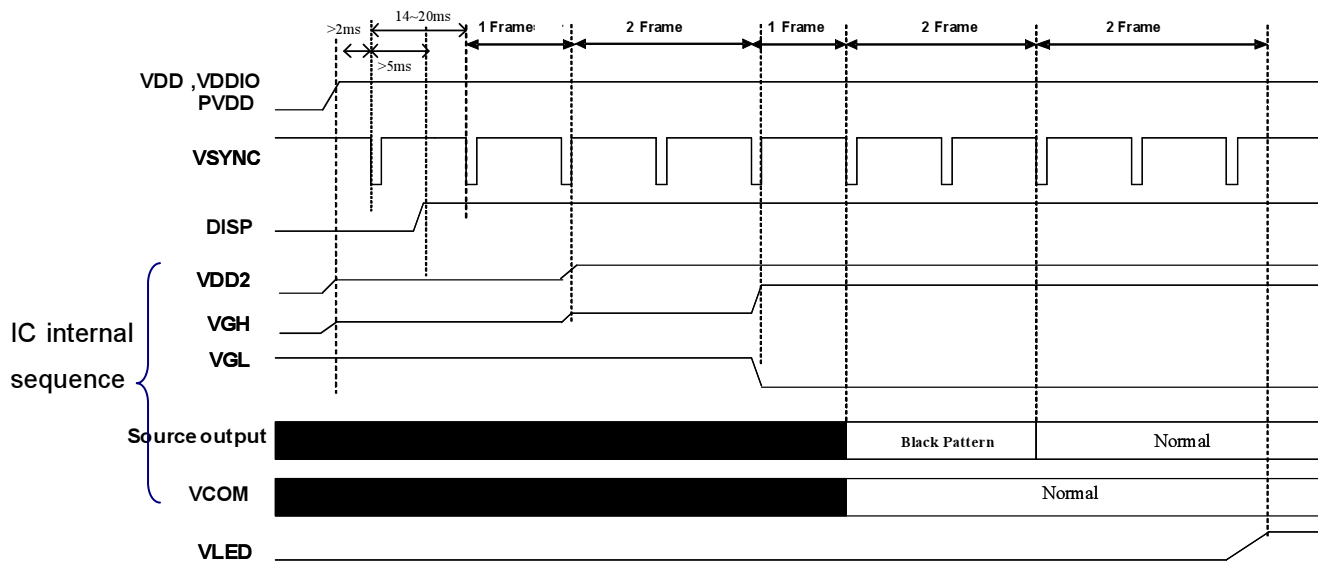 14~20ms
>2ms
1 Frame
2 Frame
1 Frame
2 Frame
2 Frame
>5ms
VDD ,VDDIO
PVDD
VSYNC
DISP
VDD2
VGH
VGL
IC internal
sequence
Source output
Black Pattern
Normal
VCOM
Normal
VLED